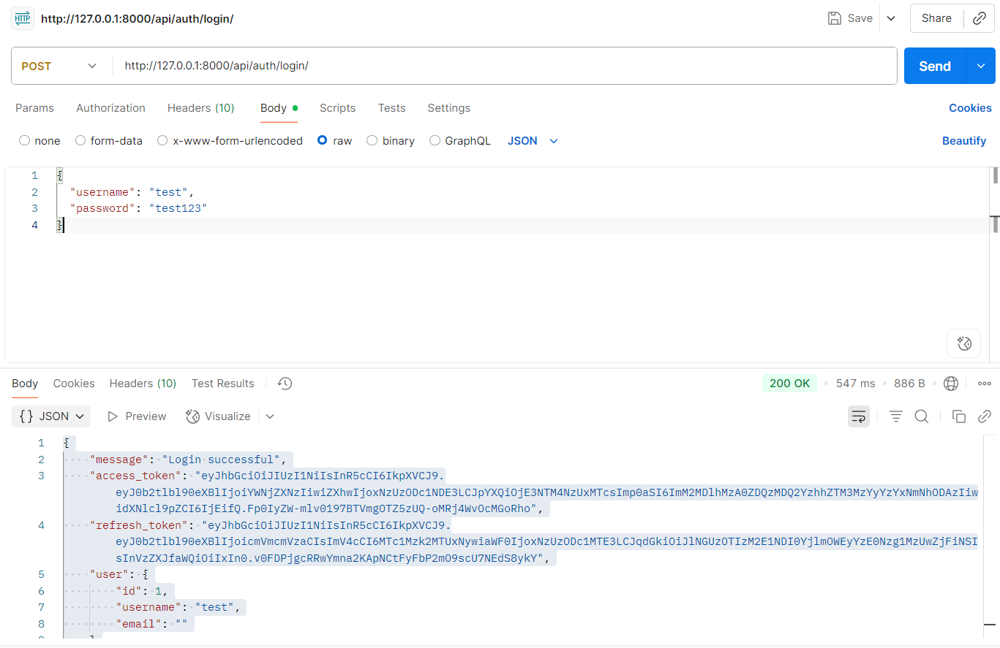 HTTP http://127.0.0.1:8000/api/auth/login/ Save Share
POST http://127.0.0.1:8000/api/auth/login/ Send
Params Authorization Headers (10) Body Scripts Tests Settings Cookies
none form-data x-www-form-urlencoded raw binary GraphQL JSON Beautify
1 {
2 "username": "test",
3 "password": "test123"
4 }
Body Cookies Headers (10) Test Results 200 OK 547 ms 886 B
{} JSON Preview Visualize
1 {
2 "message": "Login successful",
3 "access_token": "eyJhbGciOiJIUzI1NiIsInR5cCI6IkpXVCJ9.
eyJ0b2tlbl90eXBlIjoiYWNjZXNzIiwiZXhwIjoxNzUzODc1NDE3LCJpYXQiOjE3NTM4NzUxMTcsImp0aSI6ImM2MDlhMzA0ZDQzMDQ2YzhhZTM3MzYyYzYxNmNhODAzIiw
idXNlcl9pZCI6IjEifQ.Fp0IyZW-mlv0197BTVmgOTZ5zUQ-oMRj4WvOcMGoRho",
4 "refresh_token": "eyJhbGciOiJIUzI1NiIsInR5cCI6IkpXVCJ9.
eyJ0b2tlbl90eXBlIjoicmVmcmVzaCIsImV4cCI6MTc1Mzk2MTUxNywiaWF0IjoxNzUzODc1MTE3LCJqdGkiOiJlNGUzOTIzM2E1NDI0YjlmOWEyYzE0Nzg1MzUwZjFiNSI
sInVzZXJfaWQiOiIxIn0.v0FDPjgcRRwYmna2KApNCtFyFbP2mO9scU7NEdS8ykY",
5 "user": {
6 "id": 1,
7 "username": "test",
8 "email": ""